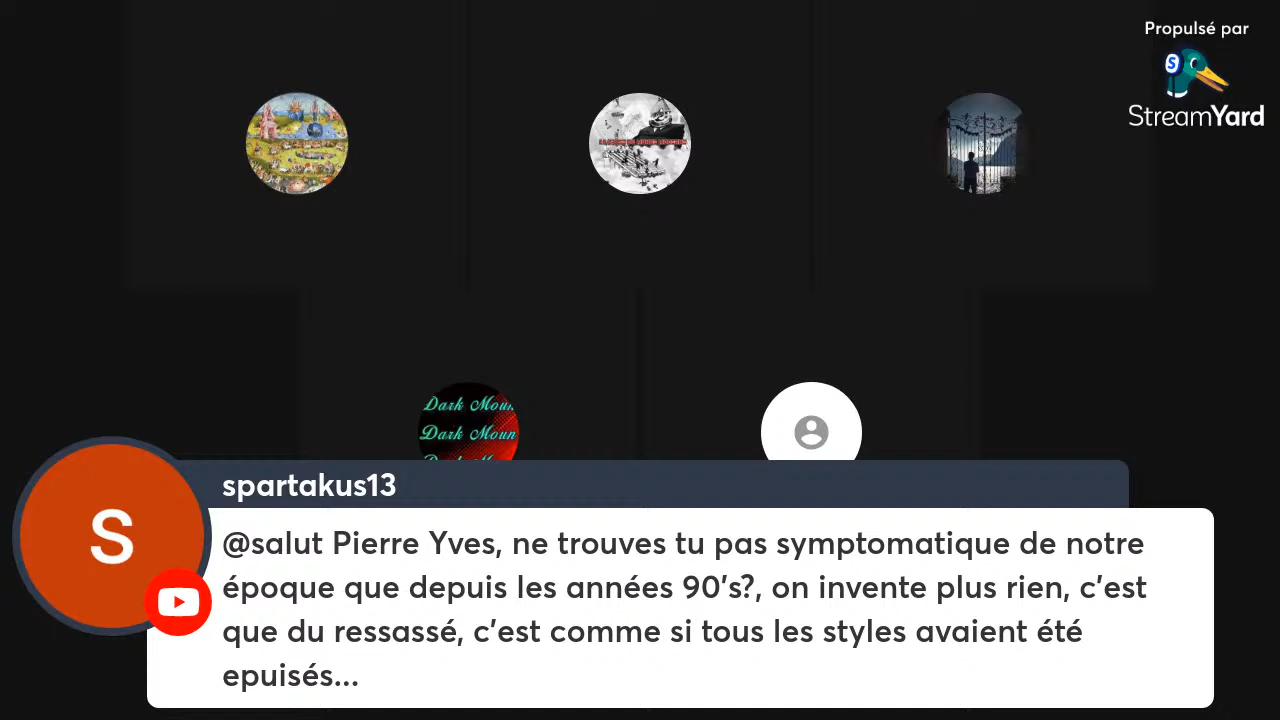 Propulsé par
StreamYard
Dark Moun
Dark Moun
S
spartakus13
@salut Pierre Yves, ne trouves tu pas symptomatique de notre
époque que depuis les années 90's?, on invente plus rien, c'est
que du ressassé, c'est comme si tous les styles avaient été
epuisés...